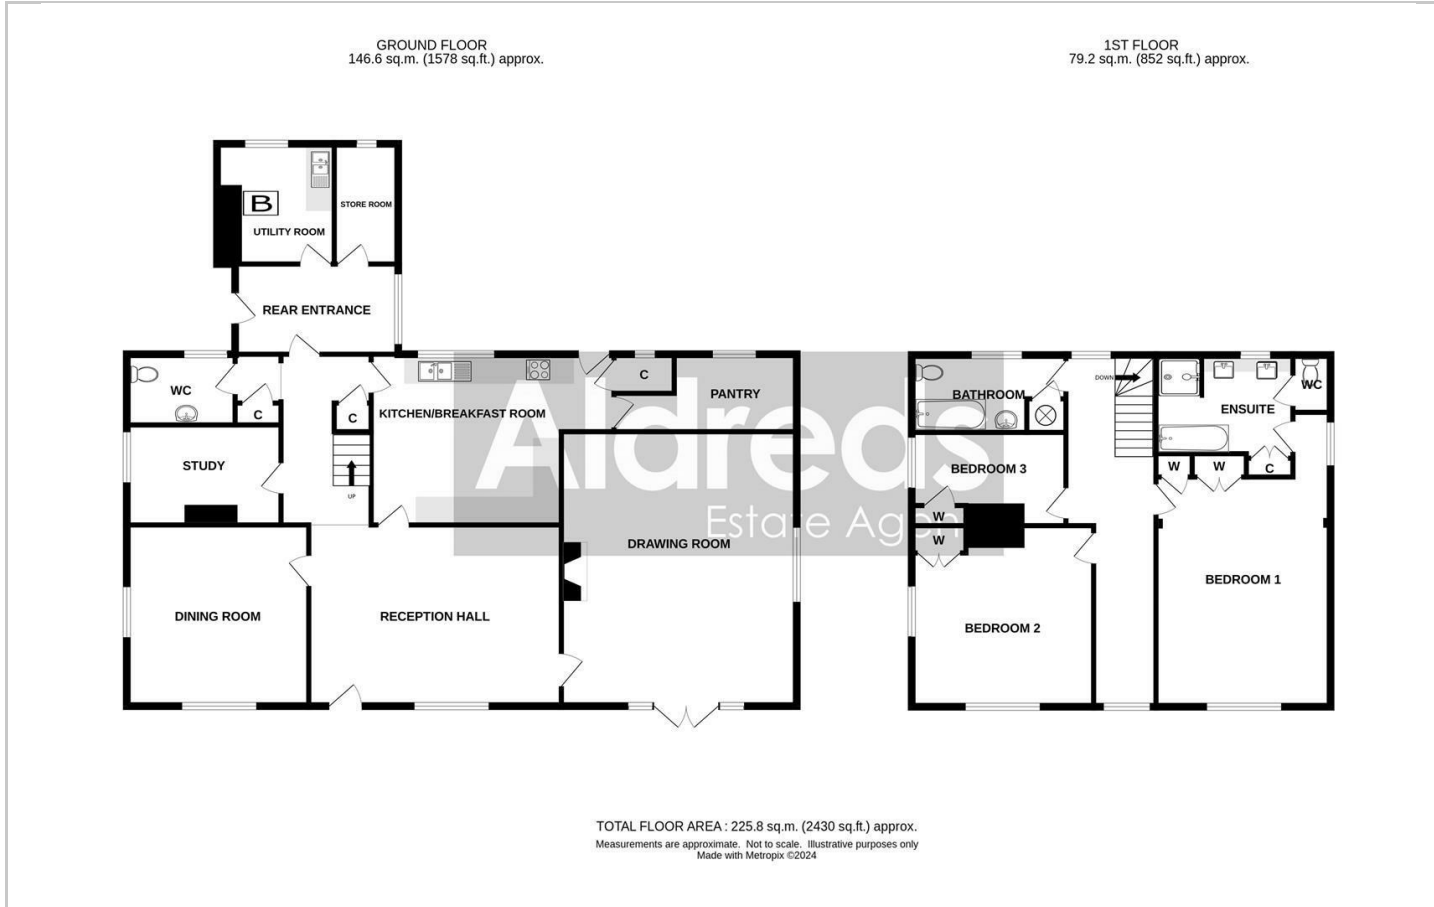 GROUND FLOOR
146.6 sq.m. (1578 sq.ft.) approx.
1ST FLOOR
79.2 sq.m. (852 sq.ft.) approx.
B
UTILITY ROOM
STORE ROOM
REAR ENTRANCE
WC
C
C
KITCHEN/BREAKFAST ROOM
C
PANTRY
STUDY
UP
DRAWING ROOM
DINING ROOM
RECEPTION HALL
Aldreds
Estate Agen
BATHROOM
DOWN
ENSUITE
WC
BEDROOM 3
W
W
C
W
W
BEDROOM 1
BEDROOM 2
TOTAL FLOOR AREA : 225.8 sq.m. (2430 sq.ft.) approx.
Measurements are approximate. Not to scale. Illustrative purposes only
Made with Metropix ©2024